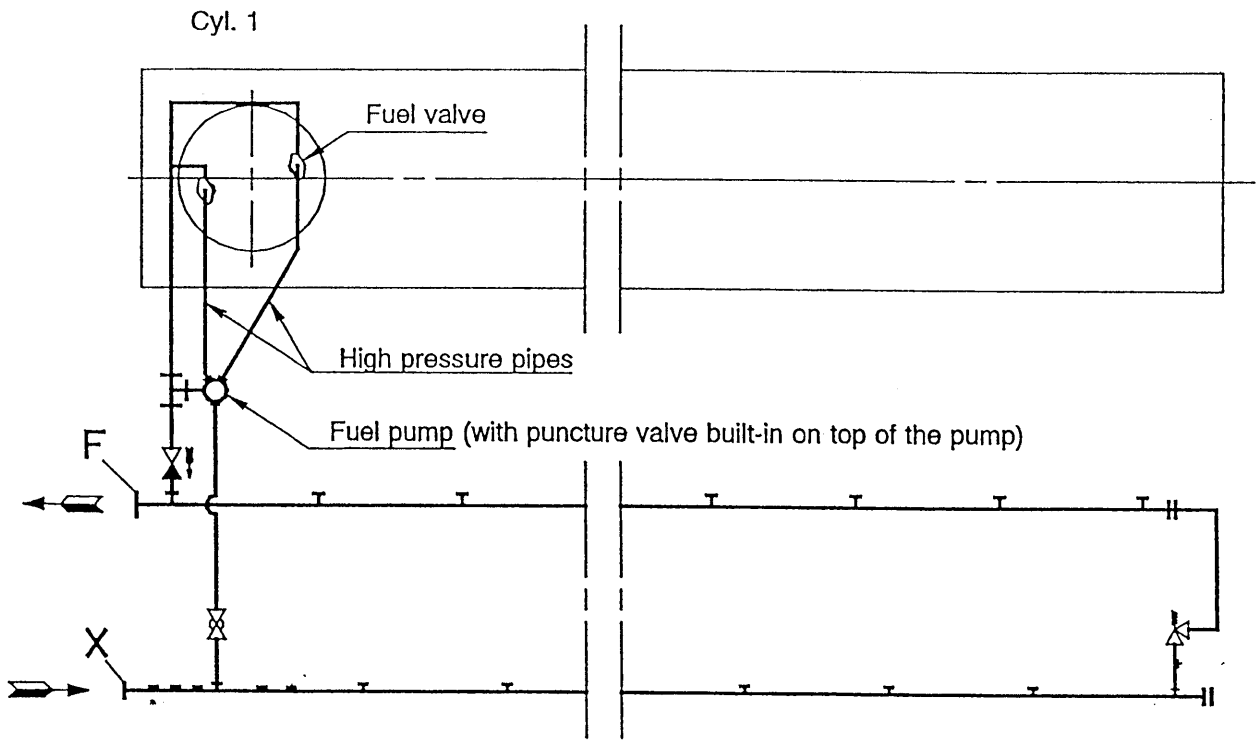 Cyl. 1
Fuel valve
High pressure pipes
Fuel pump (with puncture valve built-in on top of the pump)
F
X